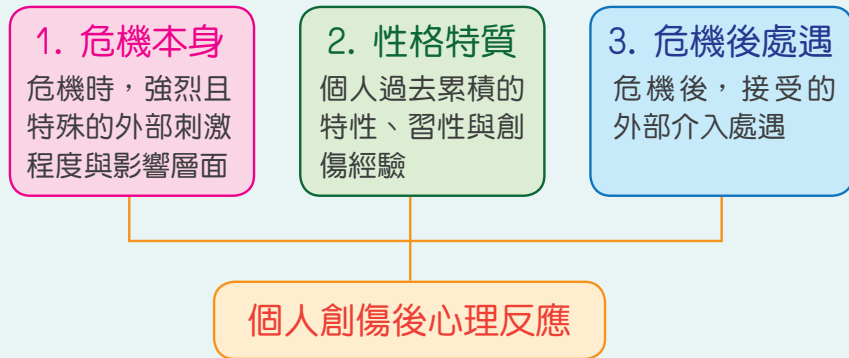 1. 危機本身
危機時，強烈且
特殊的外部刺激
程度與影響層面
2. 性格特質
個人過去累積的
特性、習性與創
傷經驗
3. 危機後處遇
危機後，接受的
外部介入處遇
個人創傷後心理反應